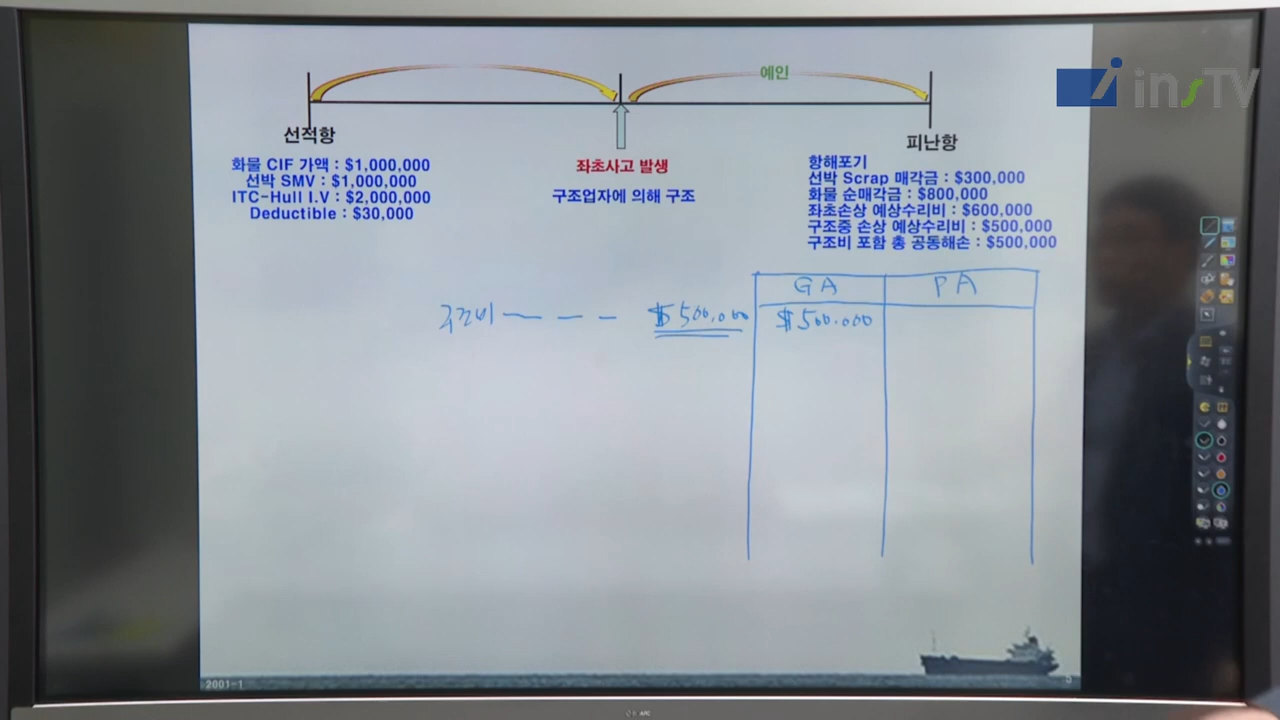 insTV
예인
선적항
화물 CIF 가액 : $1,000,000
선박 SMV : $1,000,000
ITC-Hull I.V : $2,000,000
Deductible : $30,000
좌초사고 발생
구조업자에 의해 구조
피난항
항해포기
선박 Scrap 매각금 : $300,000
화물 순매각금 : $800,000
좌초손상 예상수리비 : $600,000
구조중 손상 예상수리비 : $500,000
구조비 포함 총 공동해손 : $500,000
GA PA
구조비 — — — — $500,000 $500,000
2001-1
5